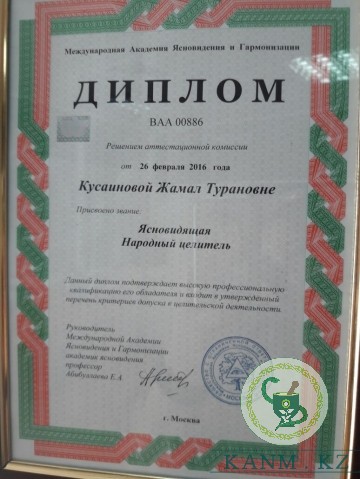 Международная Академия Ясновидения и Гармонизации
ДИПЛОМ
ВАА 00886
Решением аттестационной комиссии
от 26 февраля 2016 года
Кусаиновой Жамал Турановне
Присвоено звание:
Ясновидящая
Народный целитель
Данный диплом подтверждает высокую профессиональную
квалификацию его обладателя и входит в утверждённый
перечень критериев допуска к целительской деятельности.
Руководитель
Международной Академии
Ясновидения и Гармонизации
академик ясновидения
профессор
Абибуллаева Е.А
г. Москва
KANM.KZ